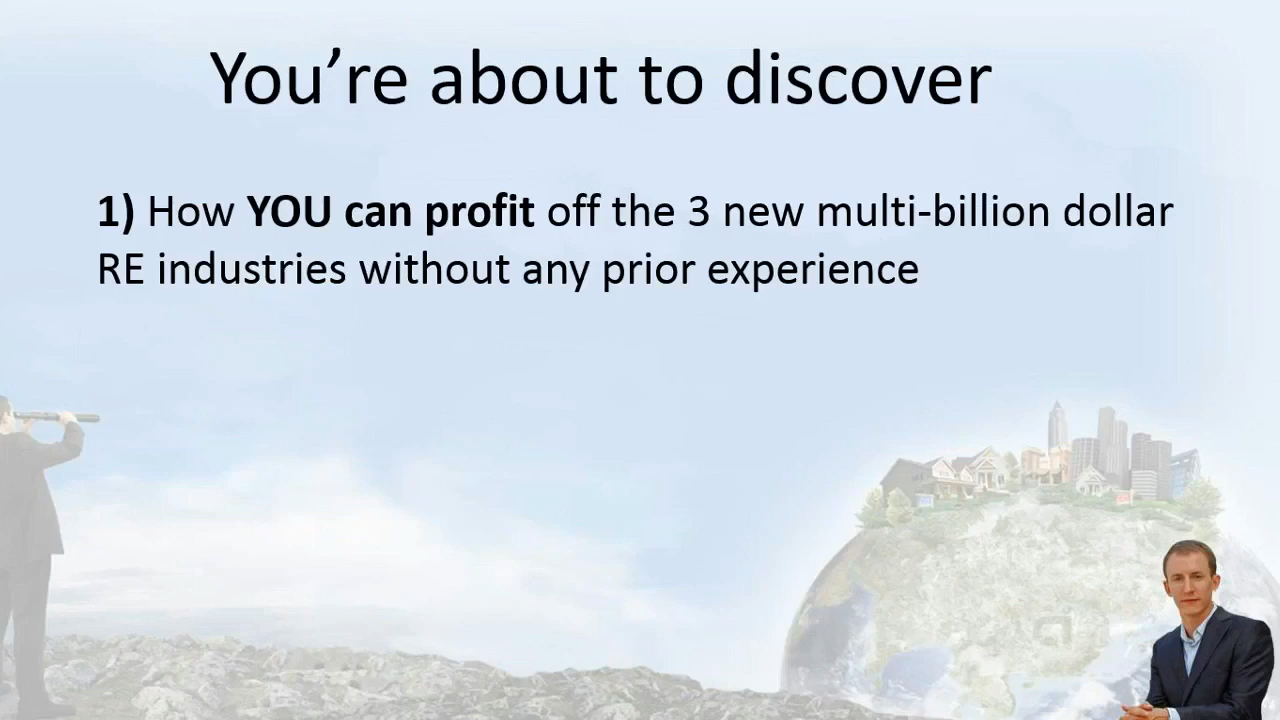 You’re about to discover
1) How YOU can profit off the 3 new multi-billion dollar
RE industries without any prior experience